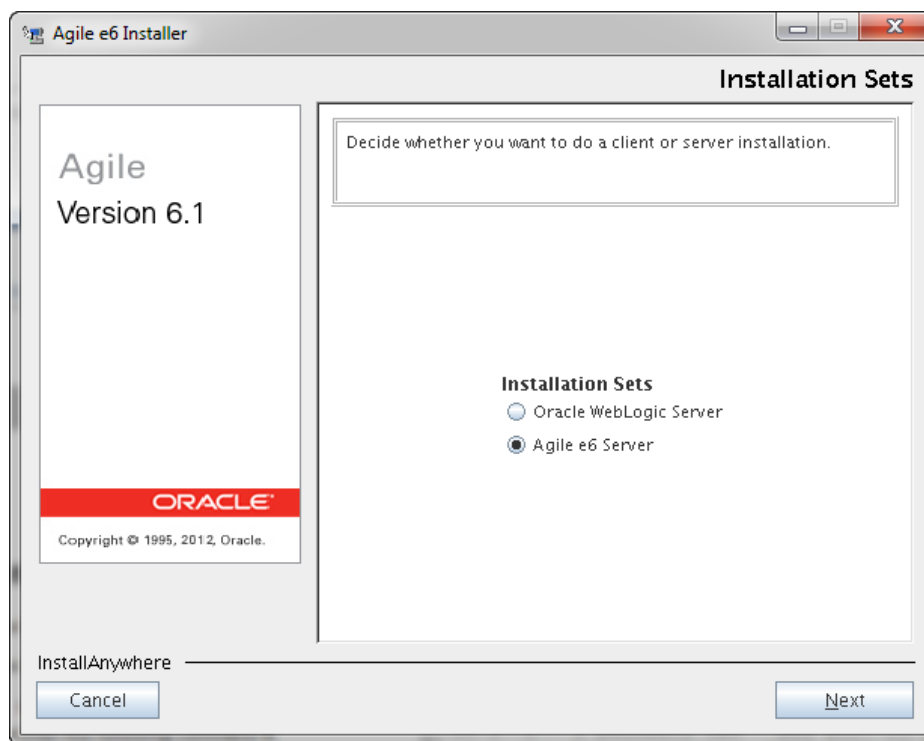 Agile e6 Installer
Installation Sets
Agile
Version 6.1
ORACLE
Copyright © 1995, 2012, Oracle.
Decide whether you want to do a client or server installation.
Installation Sets
Oracle WebLogic Server
Agile e6 Server
InstallAnywhere
Cancel
Next